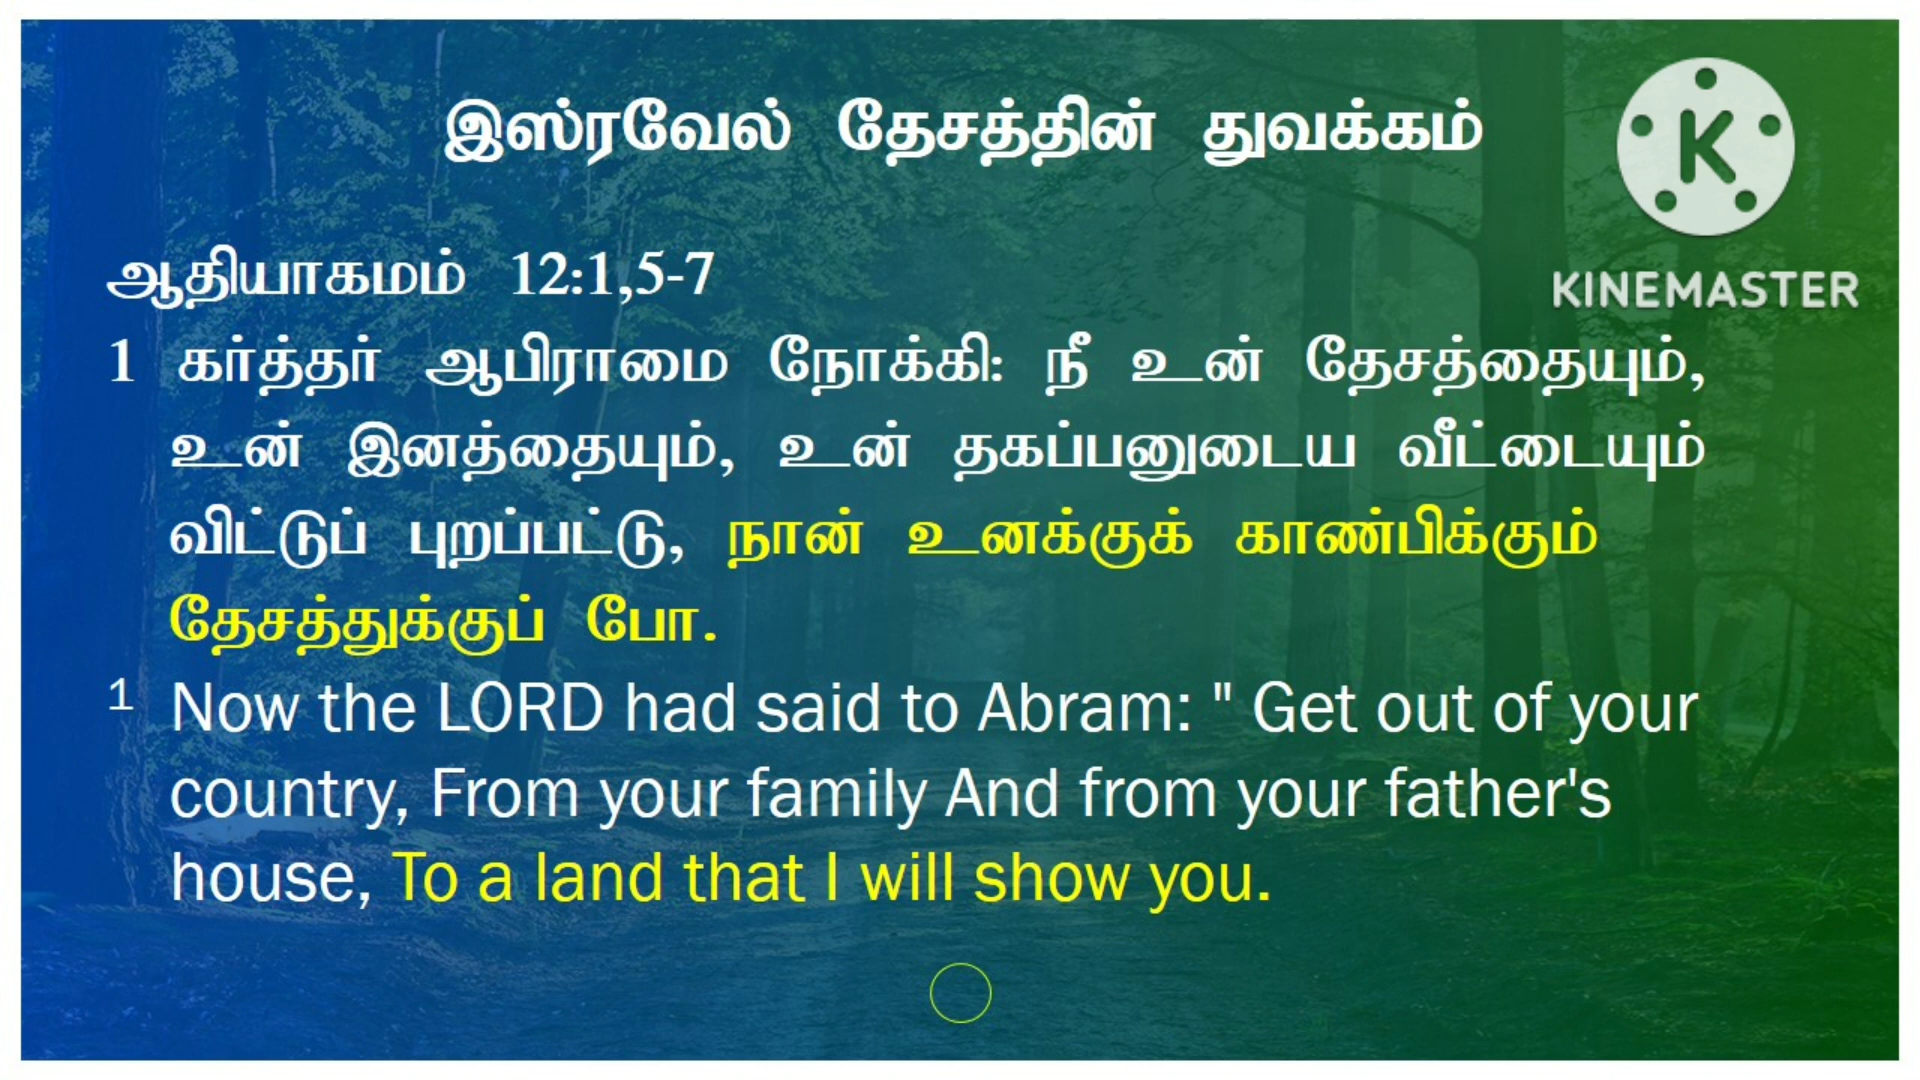 இஸ்ரவேல் தேசத்தின் துவக்கம்
K
KINEMASTER
ஆதியாகமம் 12:1,5-7
1 கர்த்தர் ஆபிராமை நோக்கி: நீ உன் தேசத்தையும்,
உன் இனத்தையும், உன் தகப்பனுடைய வீட்டையும்
விட்டுப் புறப்பட்டு, நான் உனக்குக் காண்பிக்கும்
தேசத்துக்குப் போ.
1 Now the LORD had said to Abram: " Get out of your
country, From your family And from your father's
house, To a land that I will show you.